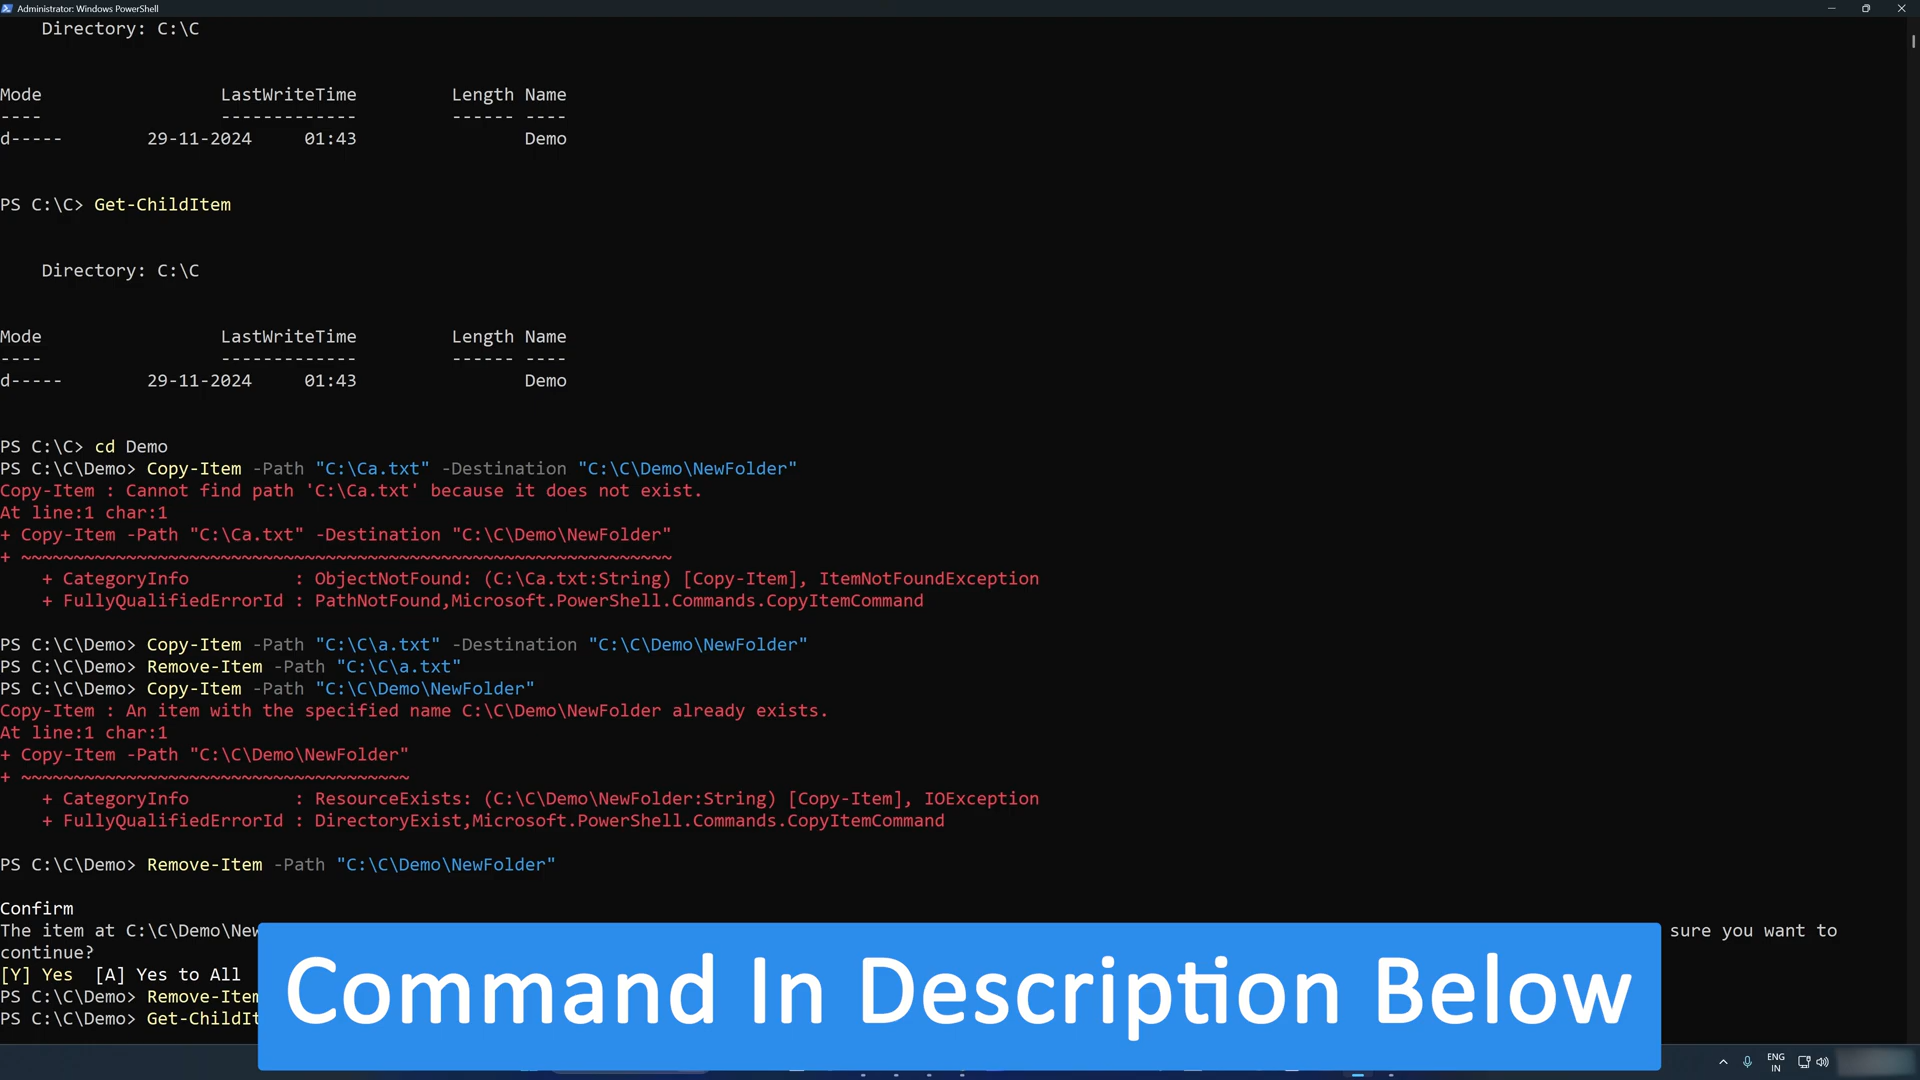 Administrator: Windows PowerShell
Directory: C:\C
Mode LastWriteTime Length Name
---- ------------- ------ ----
d----- 29-11-2024 01:43 Demo
PS C:\C> Get-ChildItem
Directory: C:\C
Mode LastWriteTime Length Name
---- ------------- ------ ----
d----- 29-11-2024 01:43 Demo
PS C:\C> cd Demo
PS C:\C\Demo> Copy-Item -Path "C:\Ca.txt" -Destination "C:\C\Demo\NewFolder"
Copy-Item : Cannot find path 'C:\Ca.txt' because it does not exist.
At line:1 char:1
+ Copy-Item -Path "C:\Ca.txt" -Destination "C:\C\Demo\NewFolder"
+ ~~~~~~~~~~~~~~~~~~~~~~~~~~~~~~~~~~~~~~~~~~~~~~~~~~~~~~~~~~~~~~
+ CategoryInfo : ObjectNotFound: (C:\Ca.txt:String) [Copy-Item], ItemNotFoundException
+ FullyQualifiedErrorId : PathNotFound,Microsoft.PowerShell.Commands.CopyItemCommand
PS C:\C\Demo> Copy-Item -Path "C:\C\a.txt" -Destination "C:\C\Demo\NewFolder"
PS C:\C\Demo> Remove-Item -Path "C:\C\a.txt"
PS C:\C\Demo> Copy-Item -Path "C:\C\Demo\NewFolder"
Copy-Item : An item with the specified name C:\C\Demo\NewFolder already exists.
At line:1 char:1
+ Copy-Item -Path "C:\C\Demo\NewFolder"
+ ~~~~~~~~~~~~~~~~~~~~~~~~~~~~~~~~~~~~~
+ CategoryInfo : ResourceExists: (C:\C\Demo\NewFolder:String) [Copy-Item], IOException
+ FullyQualifiedErrorId : DirectoryExist,Microsoft.PowerShell.Commands.CopyItemCommand
PS C:\C\Demo> Remove-Item -Path "C:\C\Demo\NewFolder"
Confirm
The item at C:\C\Demo\New sure you want to
continue?
[Y] Yes [A] Yes to All
PS C:\C\Demo> Remove-Item
PS C:\C\Demo> Get-ChildIt
Command In Description Below
ENG
IN